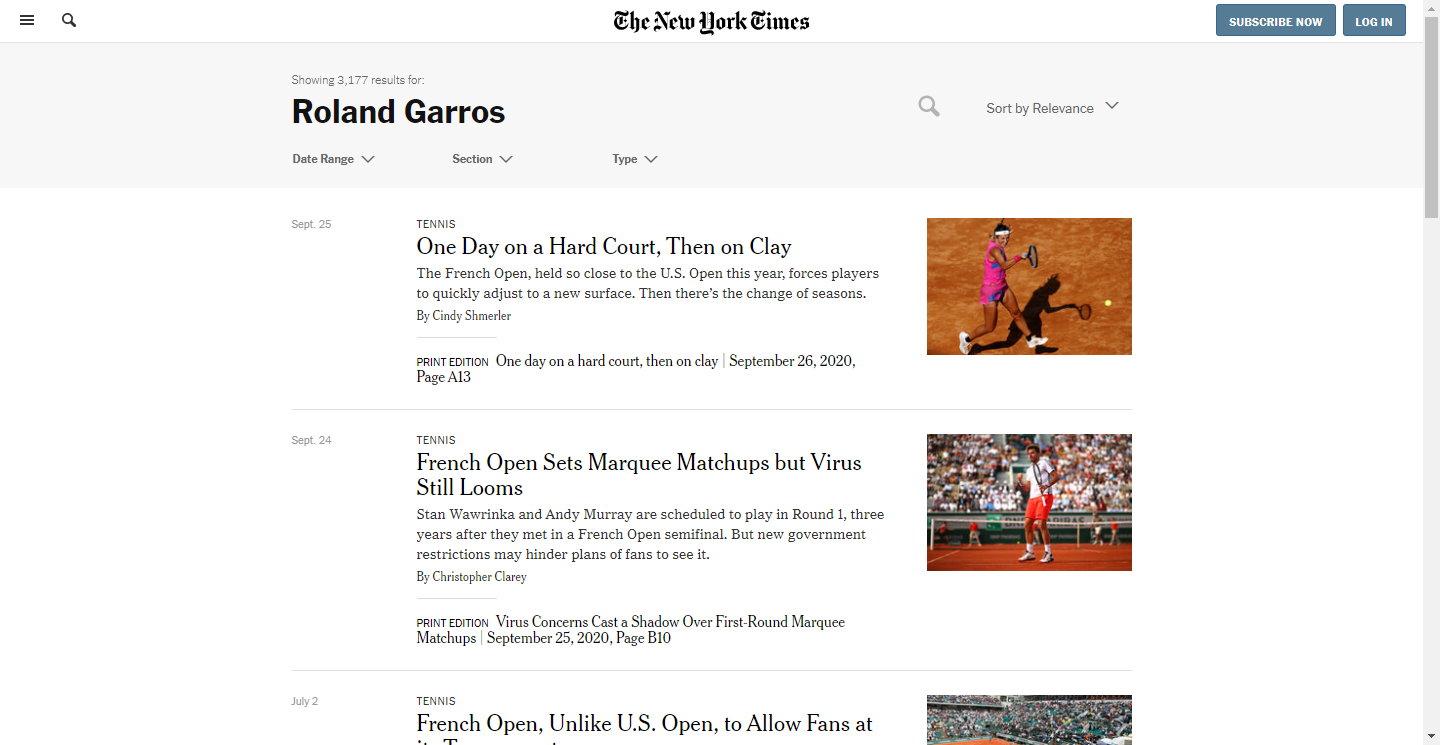 The New York Times
SUBSCRIBE NOW
LOG IN
Showing 3,177 results for:
Roland Garros
Sort by Relevance
Date Range
Section
Type
Sept. 25
TENNIS
One Day on a Hard Court, Then on Clay
The French Open, held so close to the U.S. Open this year, forces players
to quickly adjust to a new surface. Then there's the change of seasons.
By Cindy Shmerler
PRINT EDITION One day on a hard court, then on clay | September 26, 2020,
Page A13
Sept. 24
TENNIS
French Open Sets Marquee Matchups but Virus
Still Looms
Stan Wawrinka and Andy Murray are scheduled to play in Round 1, three
years after they met in a French Open semifinal. But new government
restrictions may hinder plans of fans to see it.
By Christopher Clarey
PRINT EDITION Virus Concerns Cast a Shadow Over First-Round Marquee
Matchups | September 25, 2020, Page B10
July 2
TENNIS
French Open, Unlike U.S. Open, to Allow Fans at